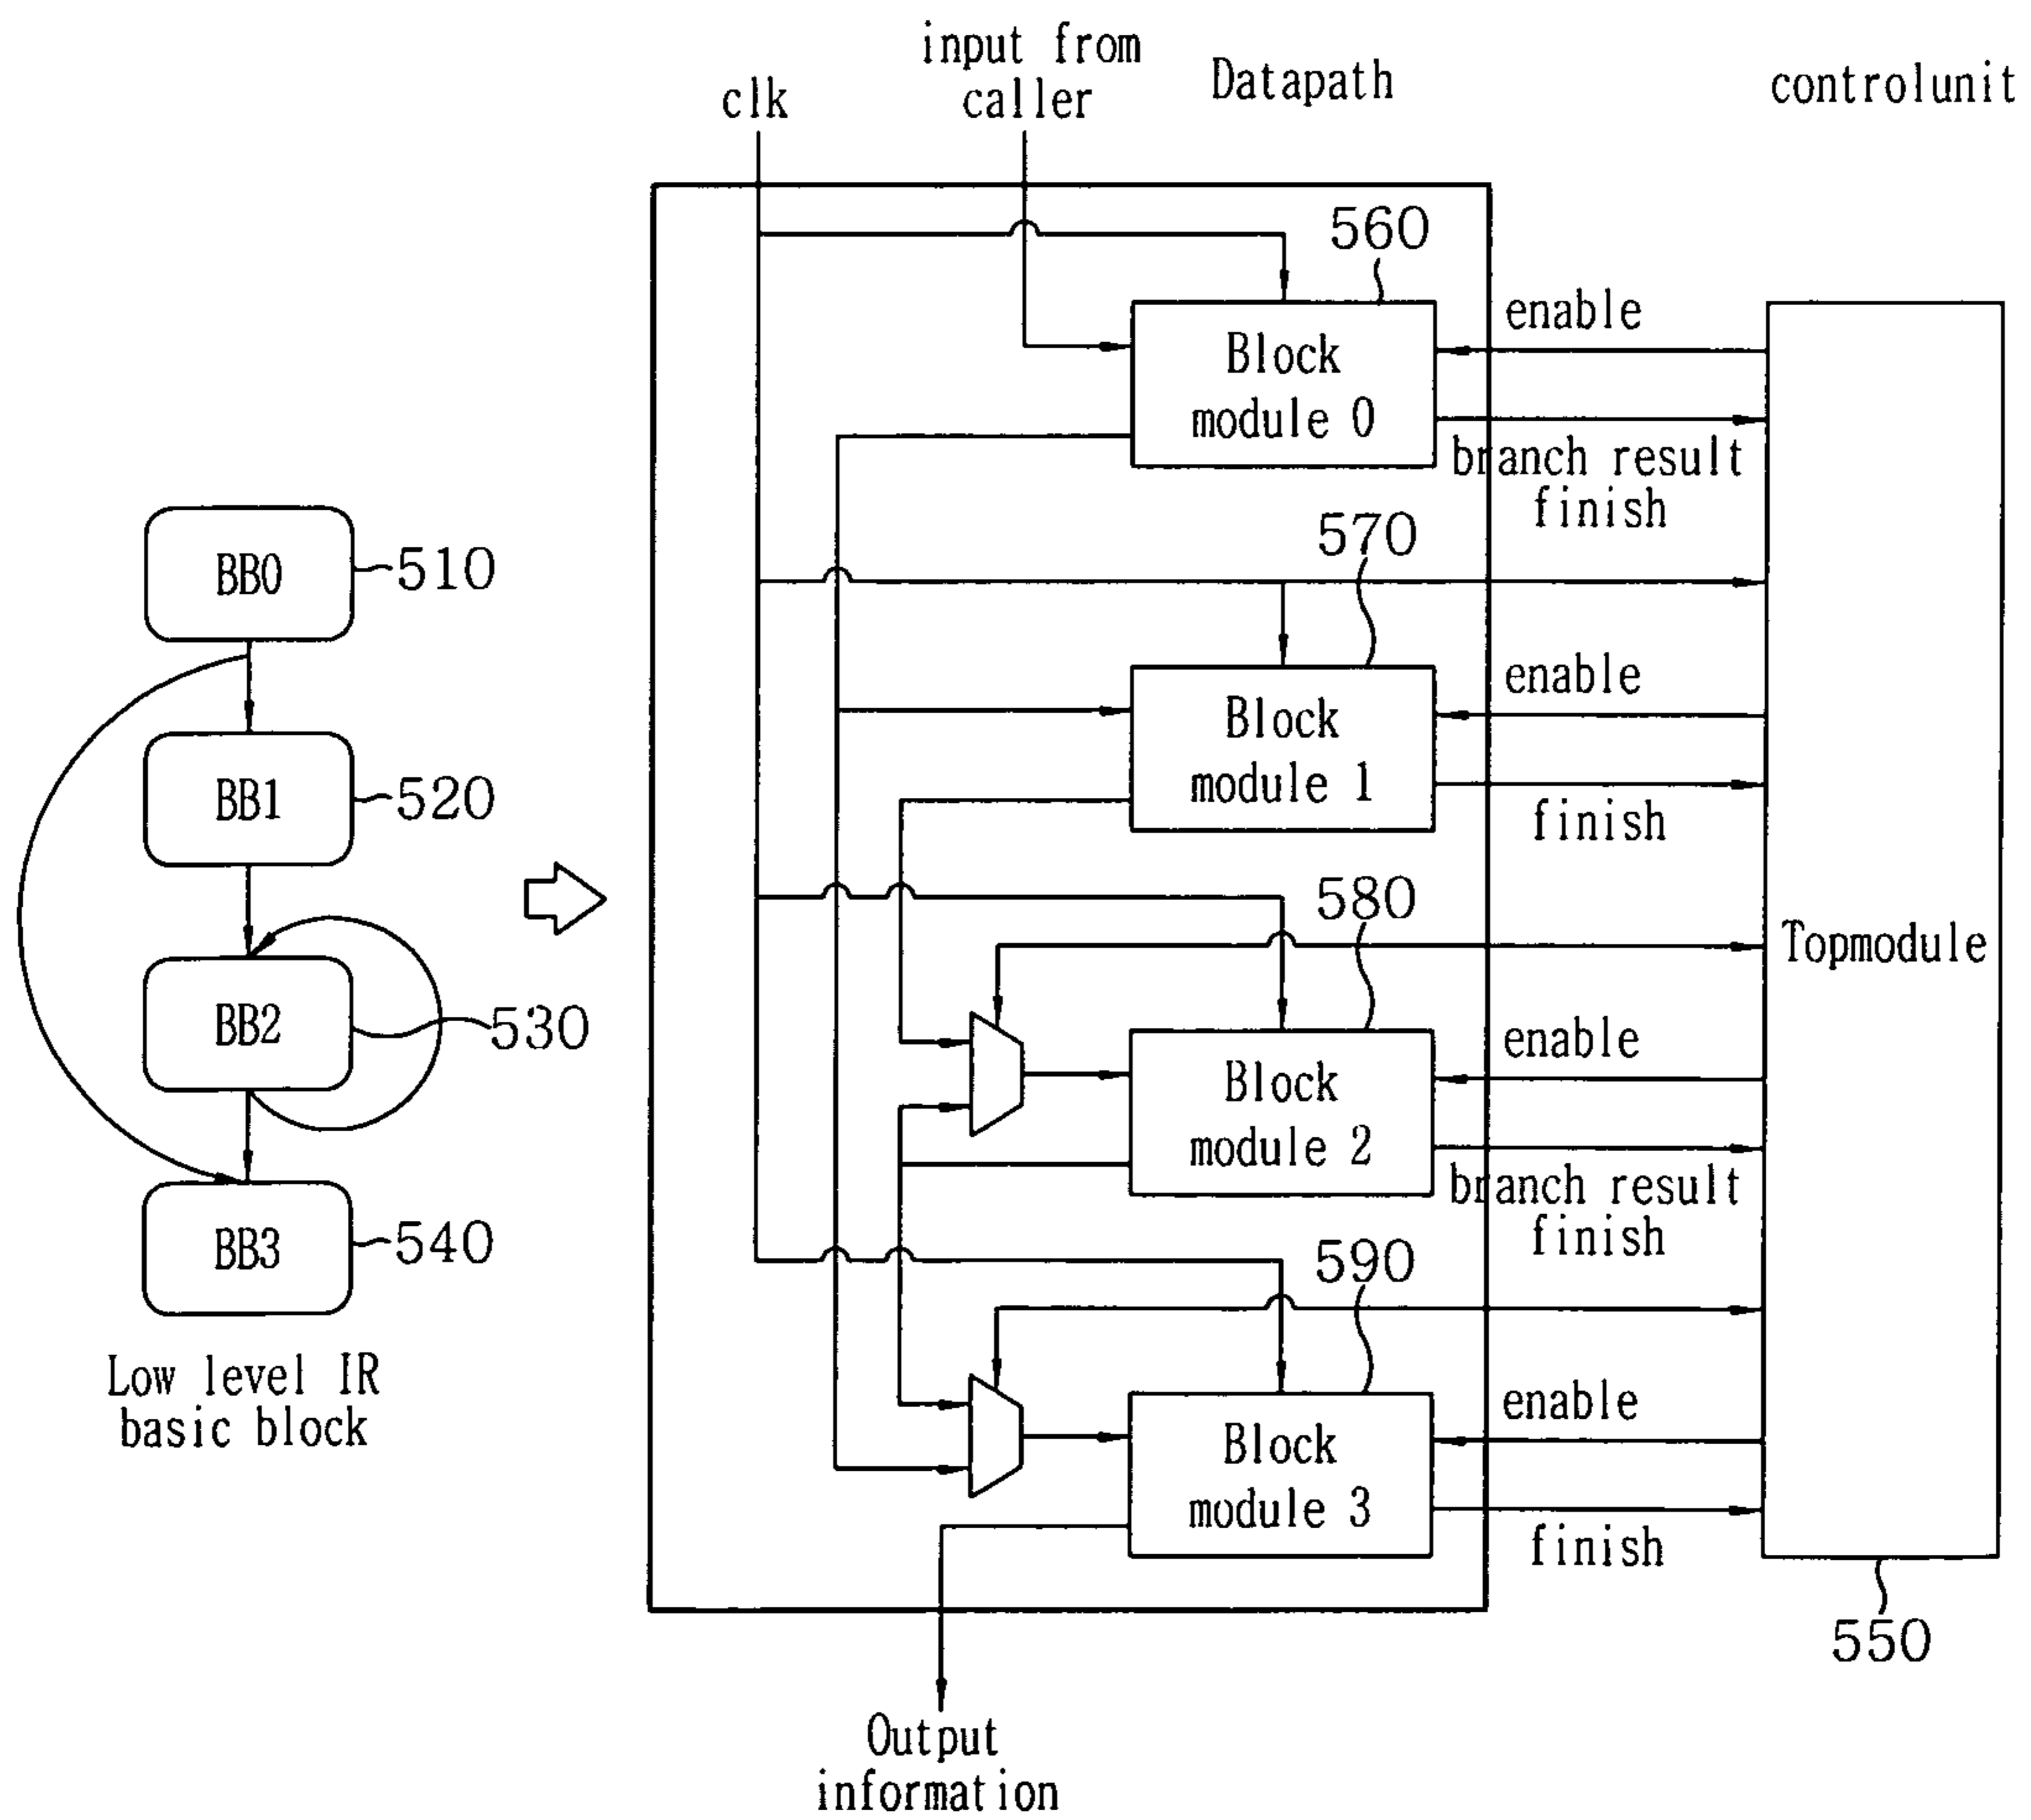 input from
caller
clk
Datapath
controlunit
560
Block
module 0
enable
branch result
finish
570
Block
module 1
enable
finish
580
Block
module 2
enable
branch result
finish
590
Block
module 3
enable
finish
Topmodule
550
Output
information
BB0
510
BB1
520
BB2
530
BB3
540
Low level IR
basic block